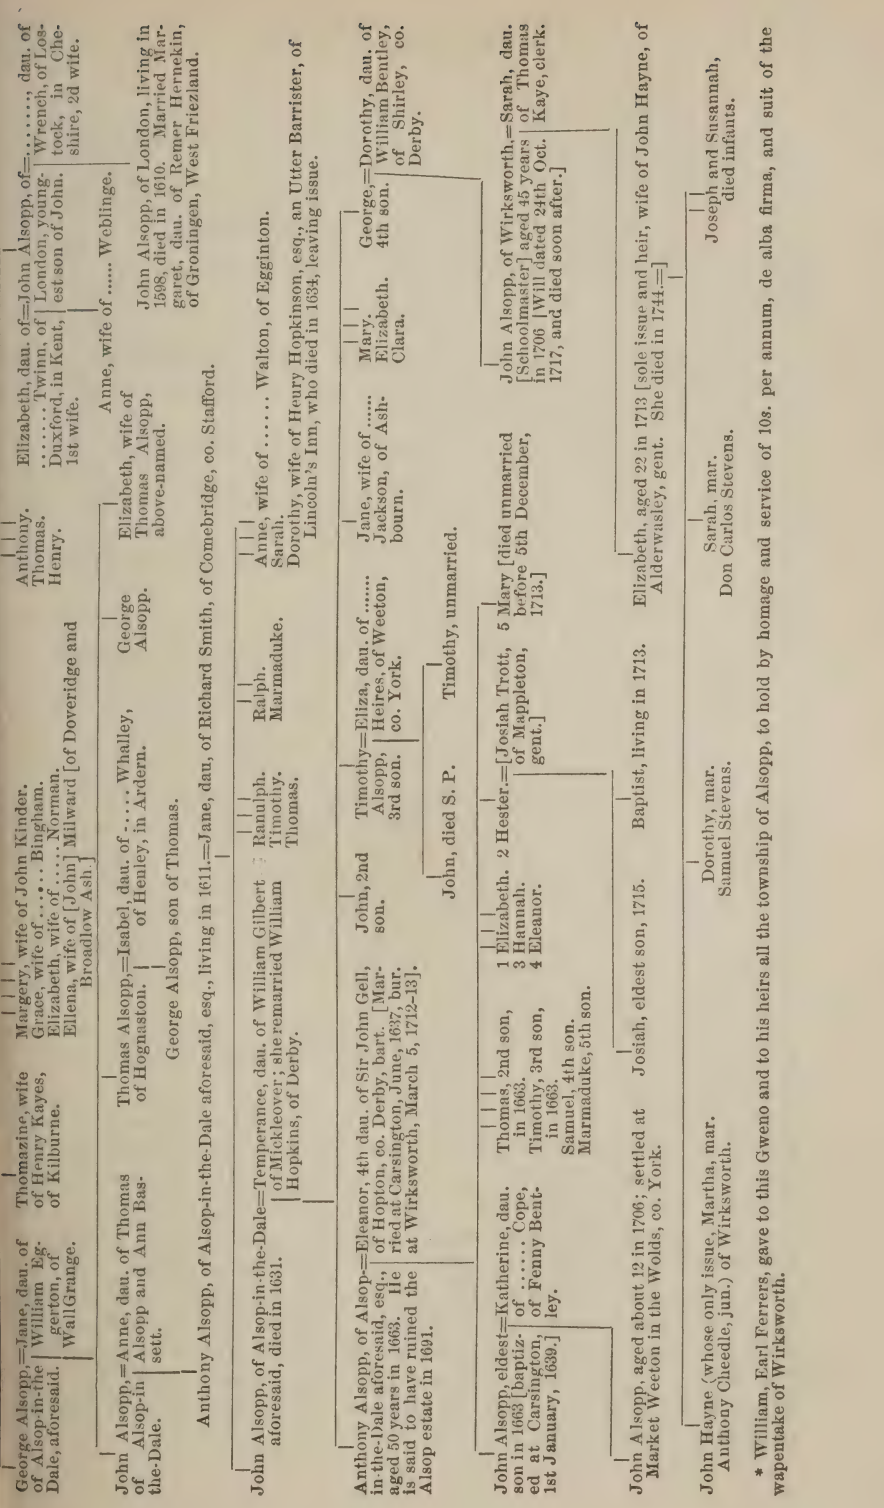 George Alsopp,=Jane, dau. of
of Alsop-in-the William Eg-
Dale, aforesaid. gerton, of
WallGrange.
Thomazine, wife
of Henry Kayes,
of Kilburne.
Margery, wife of John Kinder.
Grace, wife of ...... Bingham.
Elizabeth, wife of ...... Norman.
Ellena, wife of [John] Milward [of Doveridge and
Broadlow Ash.]
Anthony.
Thomas.
Henry.
Elizabeth, dau. of=John Alsopp, of=........, dau. of
....... Twinn, of London, young- Wrench, of Los-
Duxford, in Kent, est son of John. tock, in Che-
1st wife. shire, 2d wife.
Anne, wife of ...... Weblinge.
John Alsopp,=Anne, dau. of Thomas
of Alsop-in Alsopp and Ann Bas-
the-Dale. sett.
Thomas Alsopp,=Isabel, dau. of ..... Whalley,
of Hognaston. of Henley, in Ardern.
George Alsopp, son of Thomas.
George
Alsopp.
Elizabeth, wife of
Thomas Alsopp,
above-named.
John Alsopp, of London, living in
1598, died in 1610. Married Mar-
garet, dau. of Remer Hernekin,
of Groningen, West Friezland.
Anthony Alsopp, of Alsop-in-the-Dale aforesaid, esq., living in 1611.=Jane, dau, of Richard Smith, of Comebridge, co. Stafford.
John Alsopp, of Alsop-in-the-Dale=Temperance, dau. of William Gilbert
aforesaid, died in 1631. of Mickleover; she remarried William
Hopkins, of Derby.
Ranulph.
Timothy.
Thomas.
Ralph.
Marmaduke.
Anne, wife of ...... Walton, of Egginton.
Sarah.
Dorothy, wife of Heury Hopkinson, esq., an Utter Barrister, of
Lincoln's Inn, who died in 1634, leaving issue.
Anthony Alsopp, of Alsop-=Eleanor, 4th dau. of Sir John Gell,
in-the-Dale aforesaid, esq., of Hopton, co. Derby, bart. [Mar-
aged 50 years in 1663. He ried at Carsington, June, 1637, bur.
is said to have ruined the at Wirksworth, March 5, 1712-13].
Alsop estate in 1691.
John, 2nd
son.
Timothy=Eliza, dau. of .......
Alsopp, Heires, of Weeton,
3rd son. co. York.
Jane, wife of ......
Jackson, of Ash-
bourn.
Mary.
Elizabeth.
Clara.
George,=Dorothy, dau. of
4th son. William Bentley,
of Shirley, co.
Derby.
John, died S. P. Timothy, unmarried.
John Alsopp, eldest=Katherine, dau.
son in 1663 [baptiz- of ...... Cope,
ed at Carsington, of Fenny Bent-
1st January, 1639.] ley.
Thomas, 2nd son,
in 1663.
Timothy, 3rd son,
in 1663.
Samuel, 4th son.
Marmaduke, 5th son.
1 Elizabeth. 2 Hester.=[Josiah Trott,
3 Hannah. of Mappleton,
4 Eleanor. gent.]
5 Mary [died unmarried
before 5th December,
1713.]
John Alsopp, of Wirksworth,=Sarah, dau.
[Schoolmaster] aged 45 years of Thomas
in 1706 [Will dated 24th Oct. Kaye, clerk.
1717, and died soon after.]
John Alsopp, aged about 12 in 1706; settled at
Market Weeton in the Wolds, co. York.
Josiah, eldest son, 1715. Baptist, living in 1713.
Elizabeth, aged 22 in 1713 [sole issue and heir, wife of John Hayne, of
Alderwasley, gent. She died in 1744.=]
John Hayne (whose only issue, Martha, mar.
Anthony Cheedle, jun.) of Wirksworth.
Dorothy, mar.
Samuel Stevens.
Sarah, mar.
Don Carlos Stevens.
Joseph and Susannah,
died infants.
* William, Earl Ferrers, gave to this Gweno and to his heirs all the township of Alsopp, to hold by homage and service of 10s. per annum, de alba firma, and suit of the
wapentake of Wirksworth.